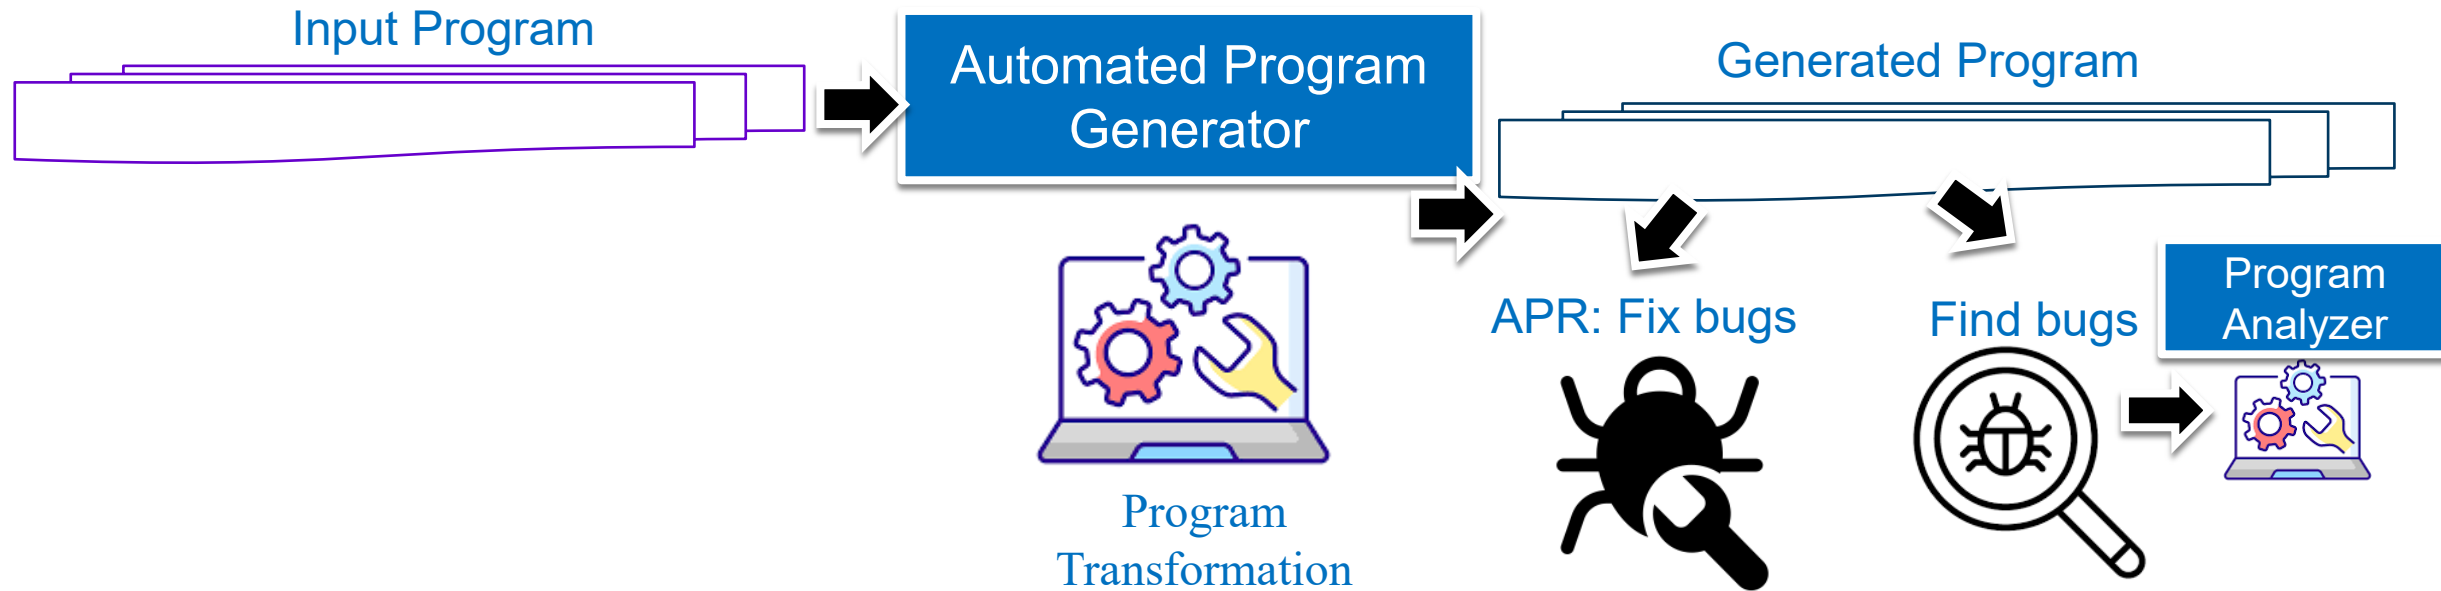 Input Program
Automated Program
Generator
Generated Program
Program
Transformation
APR: Fix bugs
Find bugs
Program
Analyzer